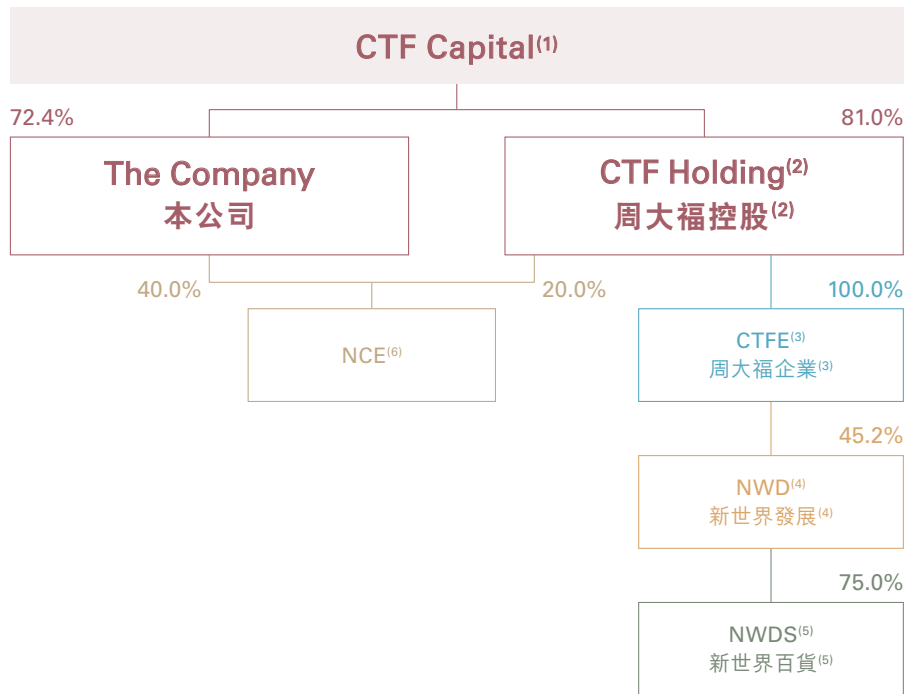 CTF Capital(1)
72.4%
81.0%
The Company
本公司
CTF Holding(2)
周大福控股(2)
40.0%
20.0%
100.0%
NCE(6)
CTFE(3)
周大福企業(3)
45.2%
NWD(4)
新世界發展(4)
75.0%
NWDS(5)
新世界百貨(5)